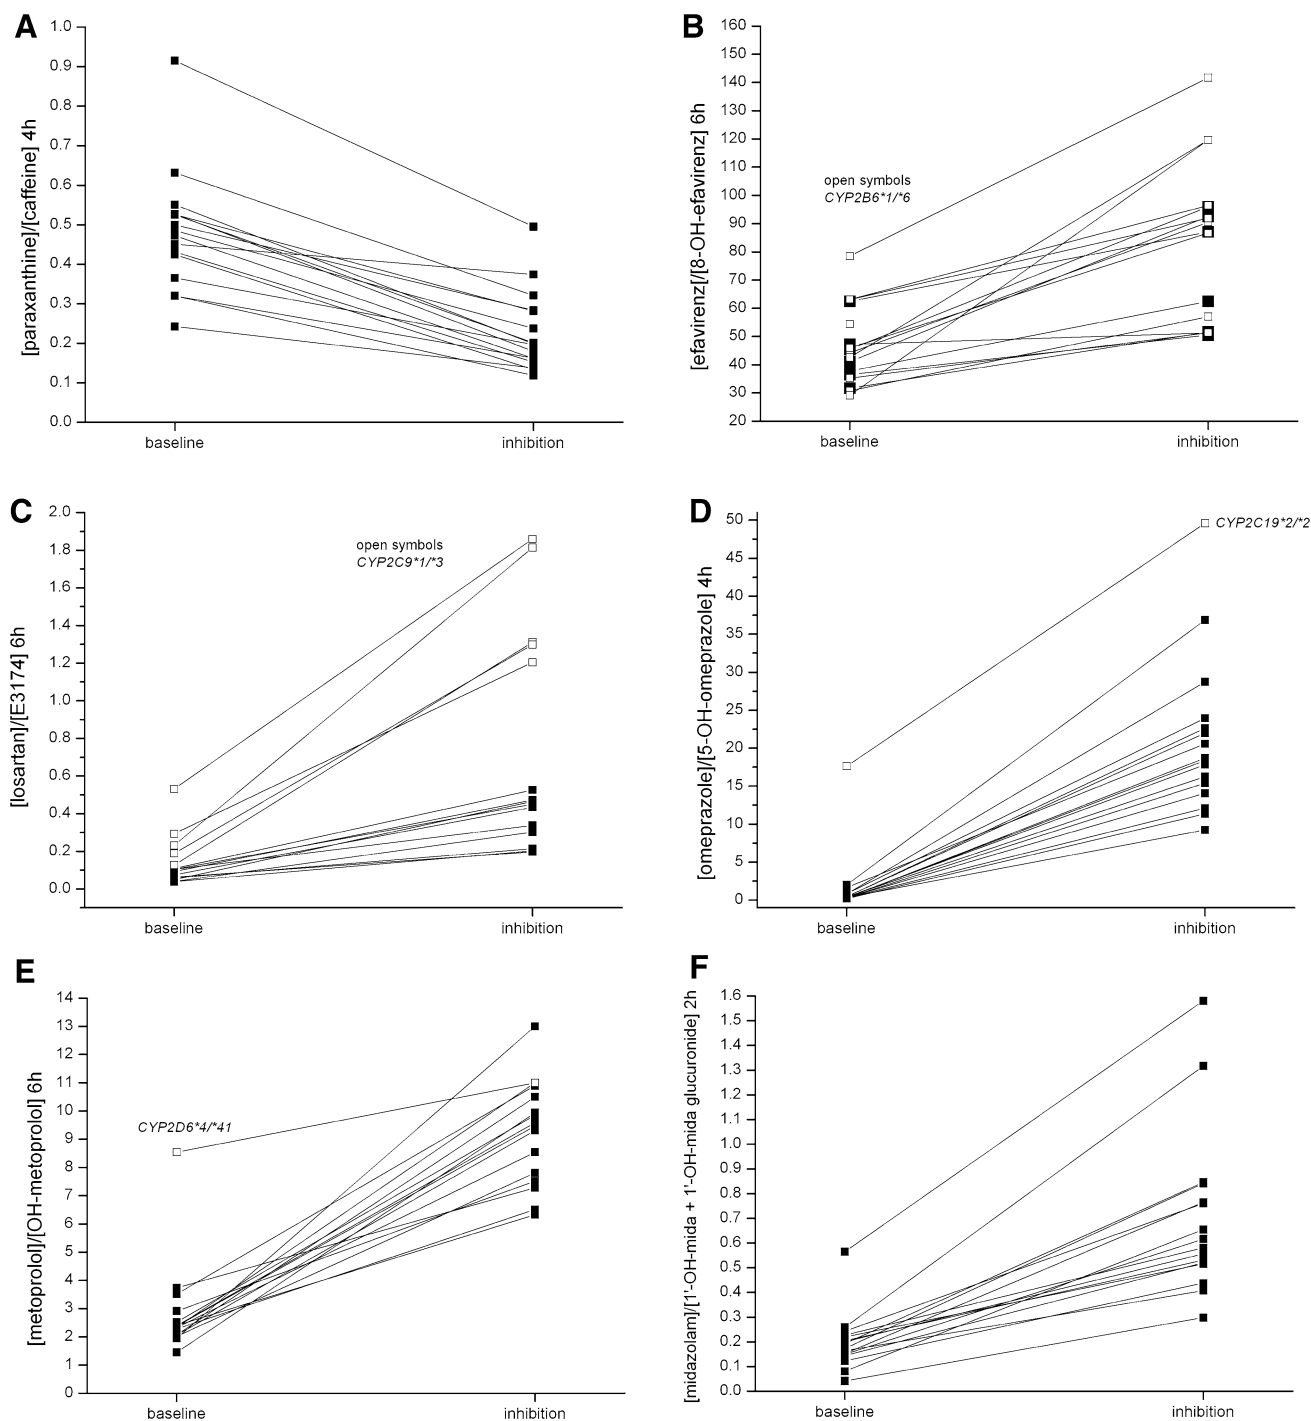 A
[paraxanthine]/[caffeine] 4h
1.0
0.9
0.8
0.7
0.6
0.5
0.4
0.3
0.2
0.1
0.0
baseline
inhibition
B
[efavirenz[/[8-OH-efavirenz] 6h
160
150
140
130
120
110
100
90
80
70
60
50
40
30
20
open symbols
CYP2B6*1/*6
baseline
inhibition
C
[losartan]/[E3174] 6h
2.0
1.8
1.6
1.4
1.2
1.0
0.8
0.6
0.4
0.2
0.0
open symbols
CYP2C9*1/*3
baseline
inhibition
D
[omeprazole]/[5-OH-omeprazole] 4h
50
45
40
35
30
25
20
15
10
5
0
CYP2C19*2/*2
baseline
inhibition
E
[metoprolol]/[OH-metoprolol] 6h
14
13
12
11
10
9
8
7
6
5
4
3
2
1
0
CYP2D6*4/*41
baseline
inhibition
F
[midazolam]/[1'-OH-mida + 1'-OH-mida glucuronide] 2h
1.6
1.5
1.4
1.3
1.2
1.1
1.0
0.9
0.8
0.7
0.6
0.5
0.4
0.3
0.2
0.1
0.0
baseline
inhibition